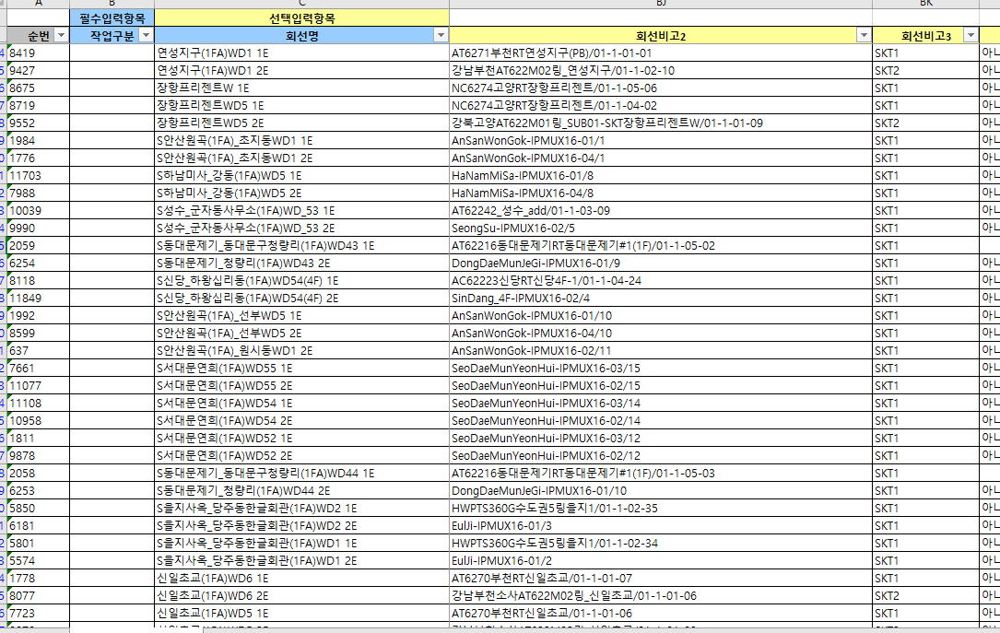 A B C BJ BK
필수입력항목 선택입력항목
순번 작업구분 회선명 회선비고2 회선비고3
8419 연성지구(1FA)WD1 1E AT6271부천RT연성지구(PB)/01-1-01-01 SKT1
9427 연성지구(1FA)WD1 2E 강남부천AT622M02링_연성지구/01-1-02-10 SKT2
8675 장항프리젠트W 1E NC6274고양RT장항프리젠트/01-1-05-06 SKT1
8719 장항프리젠트WD5 1E NC6274고양RT장항프리젠트/01-1-04-02 SKT1
9552 장항프리젠트WD5 2E 강북고양AT622M01링_SUB01-SKT장항프리젠트W/01-1-01-09 SKT2
1984 S안산원곡(1FA)_초지동WD1 1E AnSanWonGok-IPMUX16-01/1 SKT1
1776 S안산원곡(1FA)_초지동WD1 2E AnSanWonGok-IPMUX16-04/1 SKT1
11703 S하남미사_강동(1FA)WD5 1E HaNamMiSa-IPMUX16-01/8 SKT1
7988 S하남미사_강동(1FA)WD5 2E HaNamMiSa-IPMUX16-04/8 SKT1
10039 S성수_군자동사무소(1FA)WD_53 1E AT62242_성수_add/01-1-03-09 SKT1
9990 S성수_군자동사무소(1FA)WD_53 2E SeongSu-IPMUX16-02/5 SKT1
2059 S동대문제기_동대문구청량리(1FA)WD43 1E AT62216동대문제기RT동대문제기#1(1F)/01-1-05-02 SKT1
6254 S동대문제기_청량리(1FA)WD43 2E DongDaeMunJeGi-IPMUX16-01/9 SKT1
8118 S신당_하왕십리동(1FA)WD54(4F) 1E AC62223신당RT신당4F-1/01-1-04-24 SKT1
11849 S신당_하왕십리동(1FA)WD54(4F) 2E SinDang_4F-IPMUX16-02/4 SKT1
1992 S안산원곡(1FA)_선부WD5 1E AnSanWonGok-IPMUX16-01/10 SKT1
8599 S안산원곡(1FA)_선부WD5 2E AnSanWonGok-IPMUX16-04/10 SKT1
637 S안산원곡(1FA)_원시동WD1 2E AnSanWonGok-IPMUX16-02/11 SKT1
7661 S서대문연희(1FA)WD55 1E SeoDaeMunYeonHui-IPMUX16-03/15 SKT1
11077 S서대문연희(1FA)WD55 2E SeoDaeMunYeonHui-IPMUX16-02/15 SKT1
11108 S서대문연희(1FA)WD54 1E SeoDaeMunYeonHui-IPMUX16-03/14 SKT1
10958 S서대문연희(1FA)WD54 2E SeoDaeMunYeonHui-IPMUX16-02/14 SKT1
1811 S서대문연희(1FA)WD52 1E SeoDaeMunYeonHui-IPMUX16-03/12 SKT1
9878 S서대문연희(1FA)WD52 2E SeoDaeMunYeonHui-IPMUX16-02/12 SKT1
2058 S동대문제기_동대문구청량리(1FA)WD44 1E AT62216동대문제기RT동대문제기#1(1F)/01-1-05-03 SKT1
6253 S동대문제기_청량리(1FA)WD44 2E DongDaeMunJeGi-IPMUX16-01/10 SKT1
5850 S을지사옥_당주동한글회관(1FA)WD2 1E HWPTS360G수도권5링을지1/01-1-02-35 SKT1
6181 S을지사옥_당주동한글회관(1FA)WD2 2E EulJi-IPMUX16-01/3 SKT1
5801 S을지사옥_당주동한글회관(1FA)WD1 1E HWPTS360G수도권5링을지1/01-1-02-34 SKT1
5574 S을지사옥_당주동한글회관(1FA)WD1 2E EulJi-IPMUX16-01/2 SKT1
1778 신일초교(1FA)WD6 1E AT6270부천RT신일초교/01-1-01-07 SKT1
8077 신일초교(1FA)WD6 2E 강남부천소사AT622M02링_신일초교/01-1-01-06 SKT2
7723 신일초교(1FA)WD5 1E AT6270부천RT신일초교/01-1-01-06 SKT1